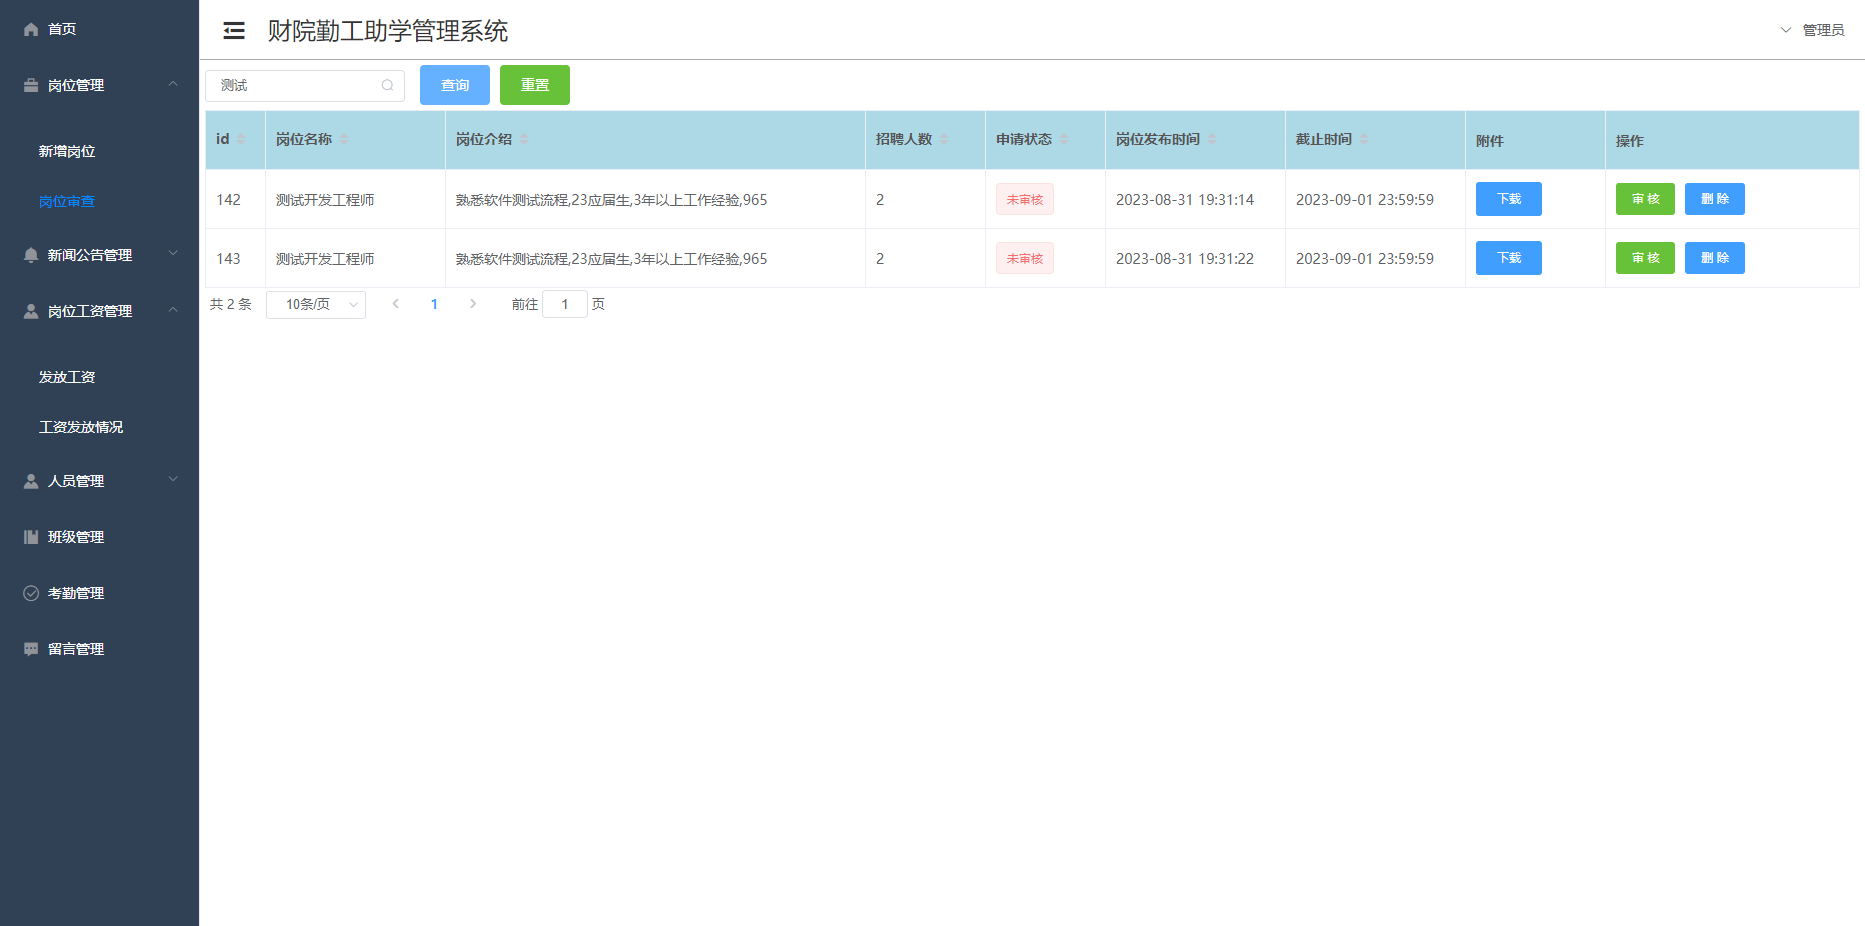 首页
岗位管理
新增岗位
岗位审查
新闻公告管理
岗位工资管理
发放工资
工资发放情况
人员管理
班级管理
考勤管理
留言管理
财院勤工助学管理系统
管理员
测试 查询 重置
id 岗位名称 岗位介绍 招聘人数 申请状态 岗位发布时间 截止时间 附件 操作
142 测试开发工程师 熟悉软件测试流程,23应届生,3年以上工作经验,965 2 未审核 2023-08-31 19:31:14 2023-09-01 23:59:59 下载 审 核 删 除
143 测试开发工程师 熟悉软件测试流程,23应届生,3年以上工作经验,965 2 未审核 2023-08-31 19:31:22 2023-09-01 23:59:59 下载 审 核 删 除
共 2 条 10条/页 1 前往 1 页